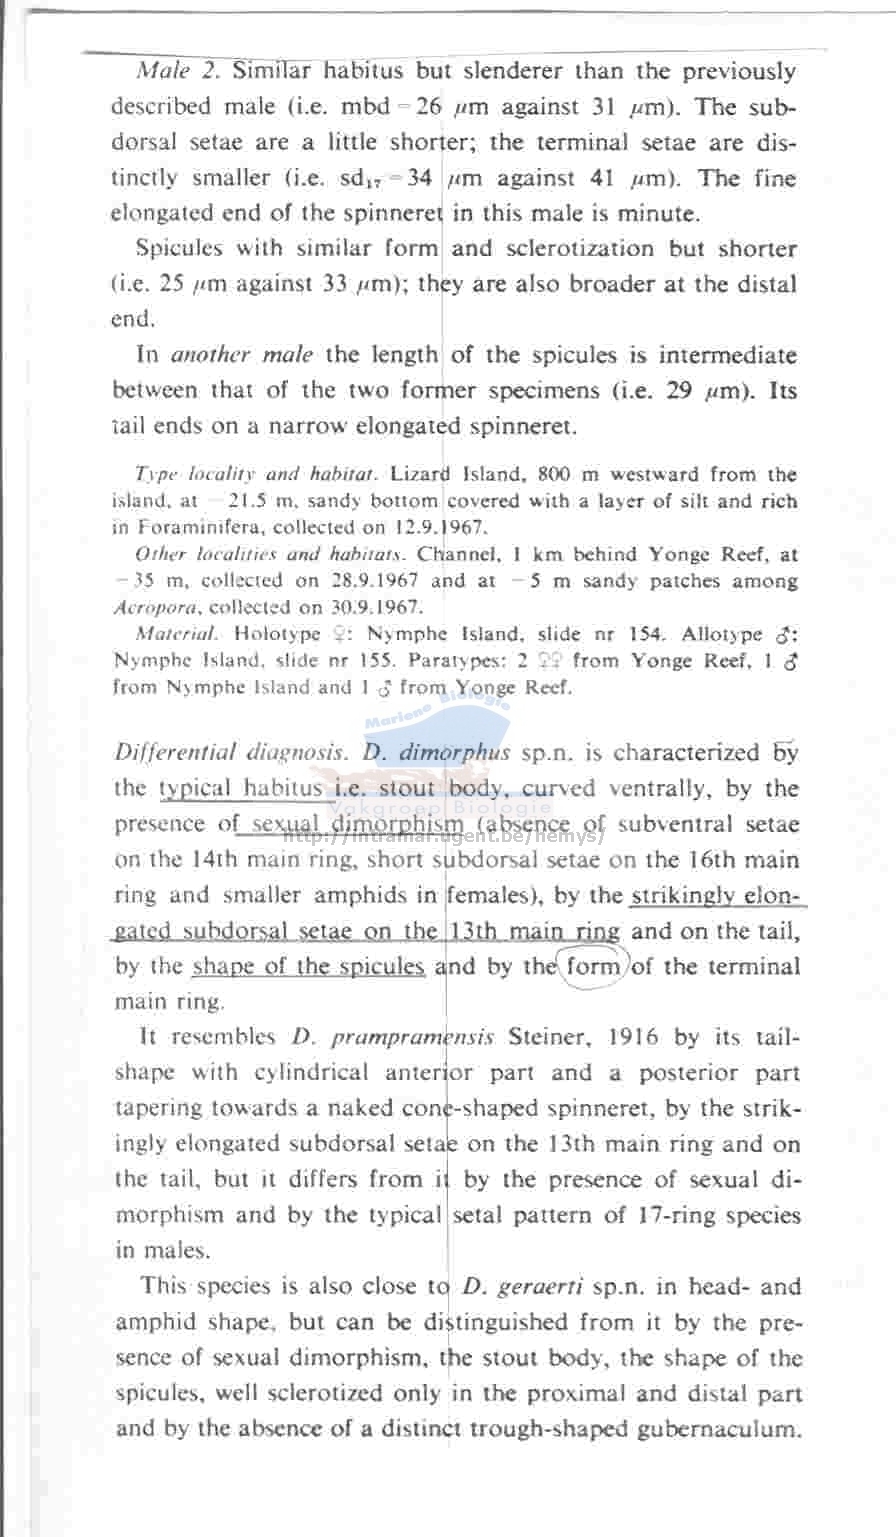 Male 2. Similar habitus but slenderer than the previously
described male (i.e. mbd = 26 μm against 31 μm). The sub-
dorsal setae are a little shorter; the terminal setae are dis-
tinctly smaller (i.e. sd₁₇ = 34 μm against 41 μm). The fine
elongated end of the spinneret in this male is minute.
Spicules with similar form and sclerotization but shorter
(i.e. 25 μm against 33 μm); they are also broader at the distal
end.
In another male the length of the spicules is intermediate
between that of the two former specimens (i.e. 29 μm). Its
tail ends on a narrow elongated spinneret.
Type locality and habitat. Lizard Island, 800 m westward from the
island, at − 21.5 m, sandy bottom covered with a layer of silt and rich
in Foraminifera, collected on 12.9.1967.
Other localities and habitats. Channel, 1 km behind Yonge Reef, at
− 35 m, collected on 28.9.1967 and at − 5 m sandy patches among
Acropora, collected on 30.9.1967.
Material. Holotype ♀: Nymphe Island, slide nr 154. Allotype ♂:
Nymphe Island, slide nr 155. Paratypes: 2 ♀♀ from Yonge Reef, 1 ♂
from Nymphe Island and 1 ♂ from Yonge Reef.
Mariene Biologie
Differential diagnosis. D. dimorphus sp.n. is characterized by
the typical habitus i.e. stout body, curved ventrally, by the
Vakgroep Biologie
presence of sexual dimorphism (absence of subventral setae
http://intramar.ugent.be/nemys/
on the 14th main ring, short subdorsal setae on the 16th main
ring and smaller amphids in females), by the strikingly elon-
gated subdorsal setae on the 13th main ring and on the tail,
by the shape of the spicules and by the form of the terminal
main ring.
It resembles D. prampramensis Steiner, 1916 by its tail-
shape with cylindrical anterior part and a posterior part
tapering towards a naked cone-shaped spinneret, by the strik-
ingly elongated subdorsal setae on the 13th main ring and on
the tail, but it differs from it by the presence of sexual di-
morphism and by the typical setal pattern of 17-ring species
in males.
This species is also close to D. geraerti sp.n. in head- and
amphid shape, but can be distinguished from it by the pre-
sence of sexual dimorphism, the stout body, the shape of the
spicules, well sclerotized only in the proximal and distal part
and by the absence of a distinct trough-shaped gubernaculum.